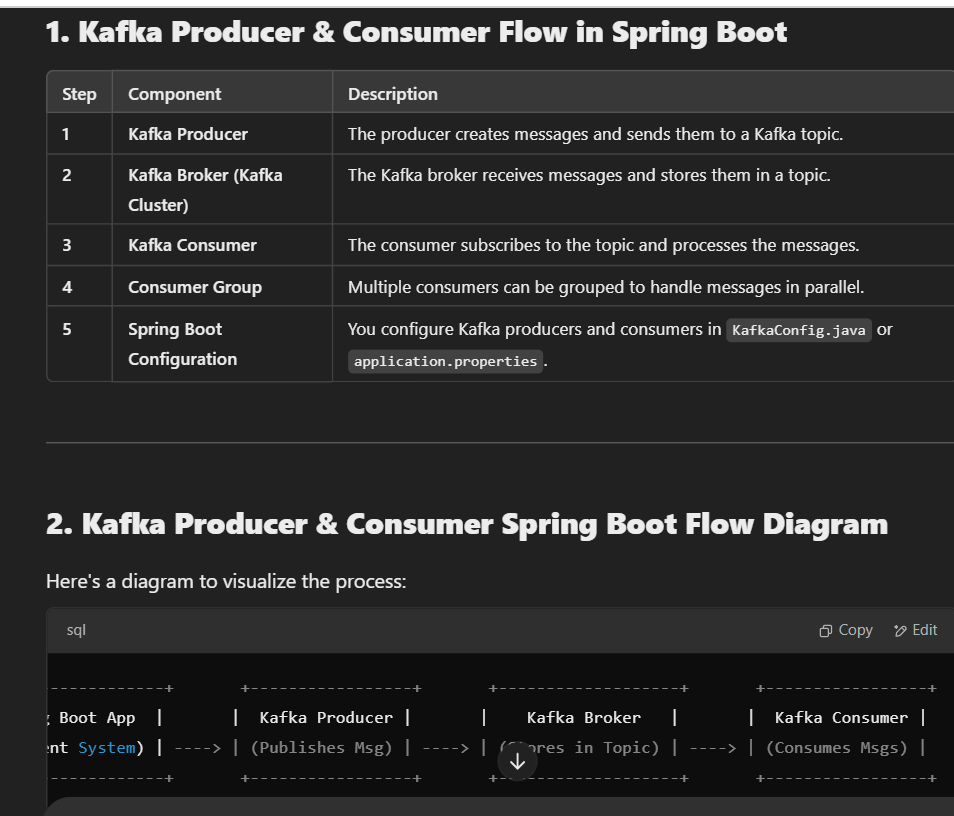 1. Kafka Producer & Consumer Flow in Spring Boot
Step Component Description
1 Kafka Producer The producer creates messages and sends them to a Kafka topic.
2 Kafka Broker (Kafka The Kafka broker receives messages and stores them in a topic.
Cluster)
3 Kafka Consumer The consumer subscribes to the topic and processes the messages.
4 Consumer Group Multiple consumers can be grouped to handle messages in parallel.
5 Spring Boot You configure Kafka producers and consumers in KafkaConfig.java or
Configuration application.properties.
2. Kafka Producer & Consumer Spring Boot Flow Diagram
Here's a diagram to visualize the process:
sql Copy Edit
Boot App | | Kafka Producer | | Kafka Broker | | Kafka Consumer |
System) | ----> | (Publishes Msg) | ----> | in Topic) | ----> | (Consumes Msgs) |